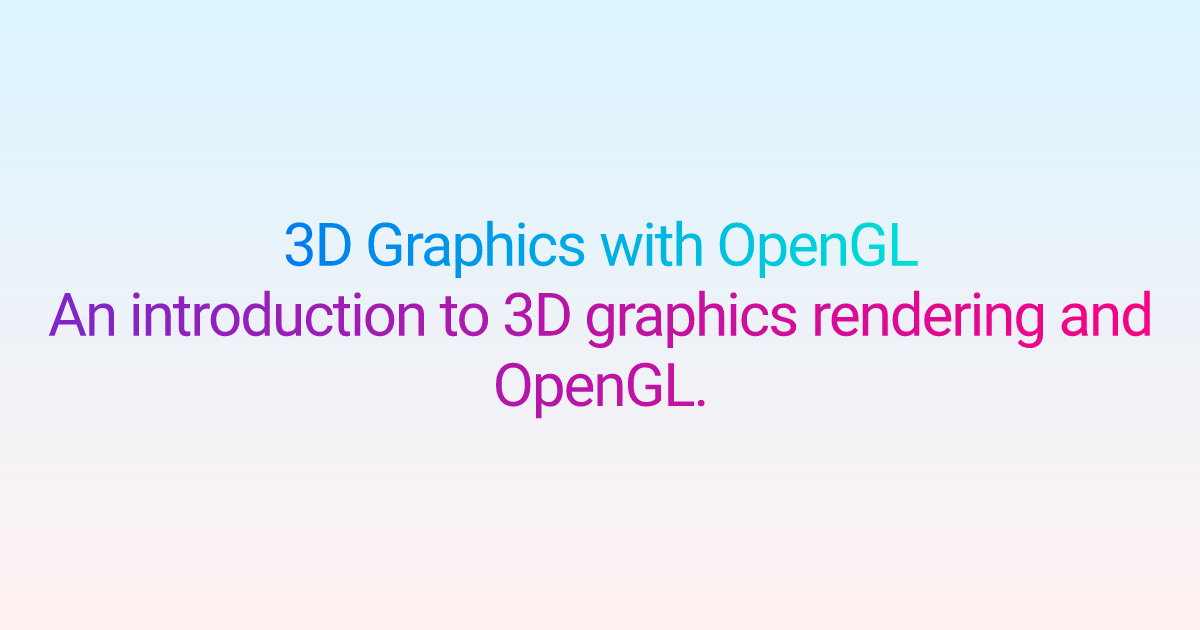 3D Graphics with OpenGL
An introduction to 3D graphics rendering and
OpenGL.